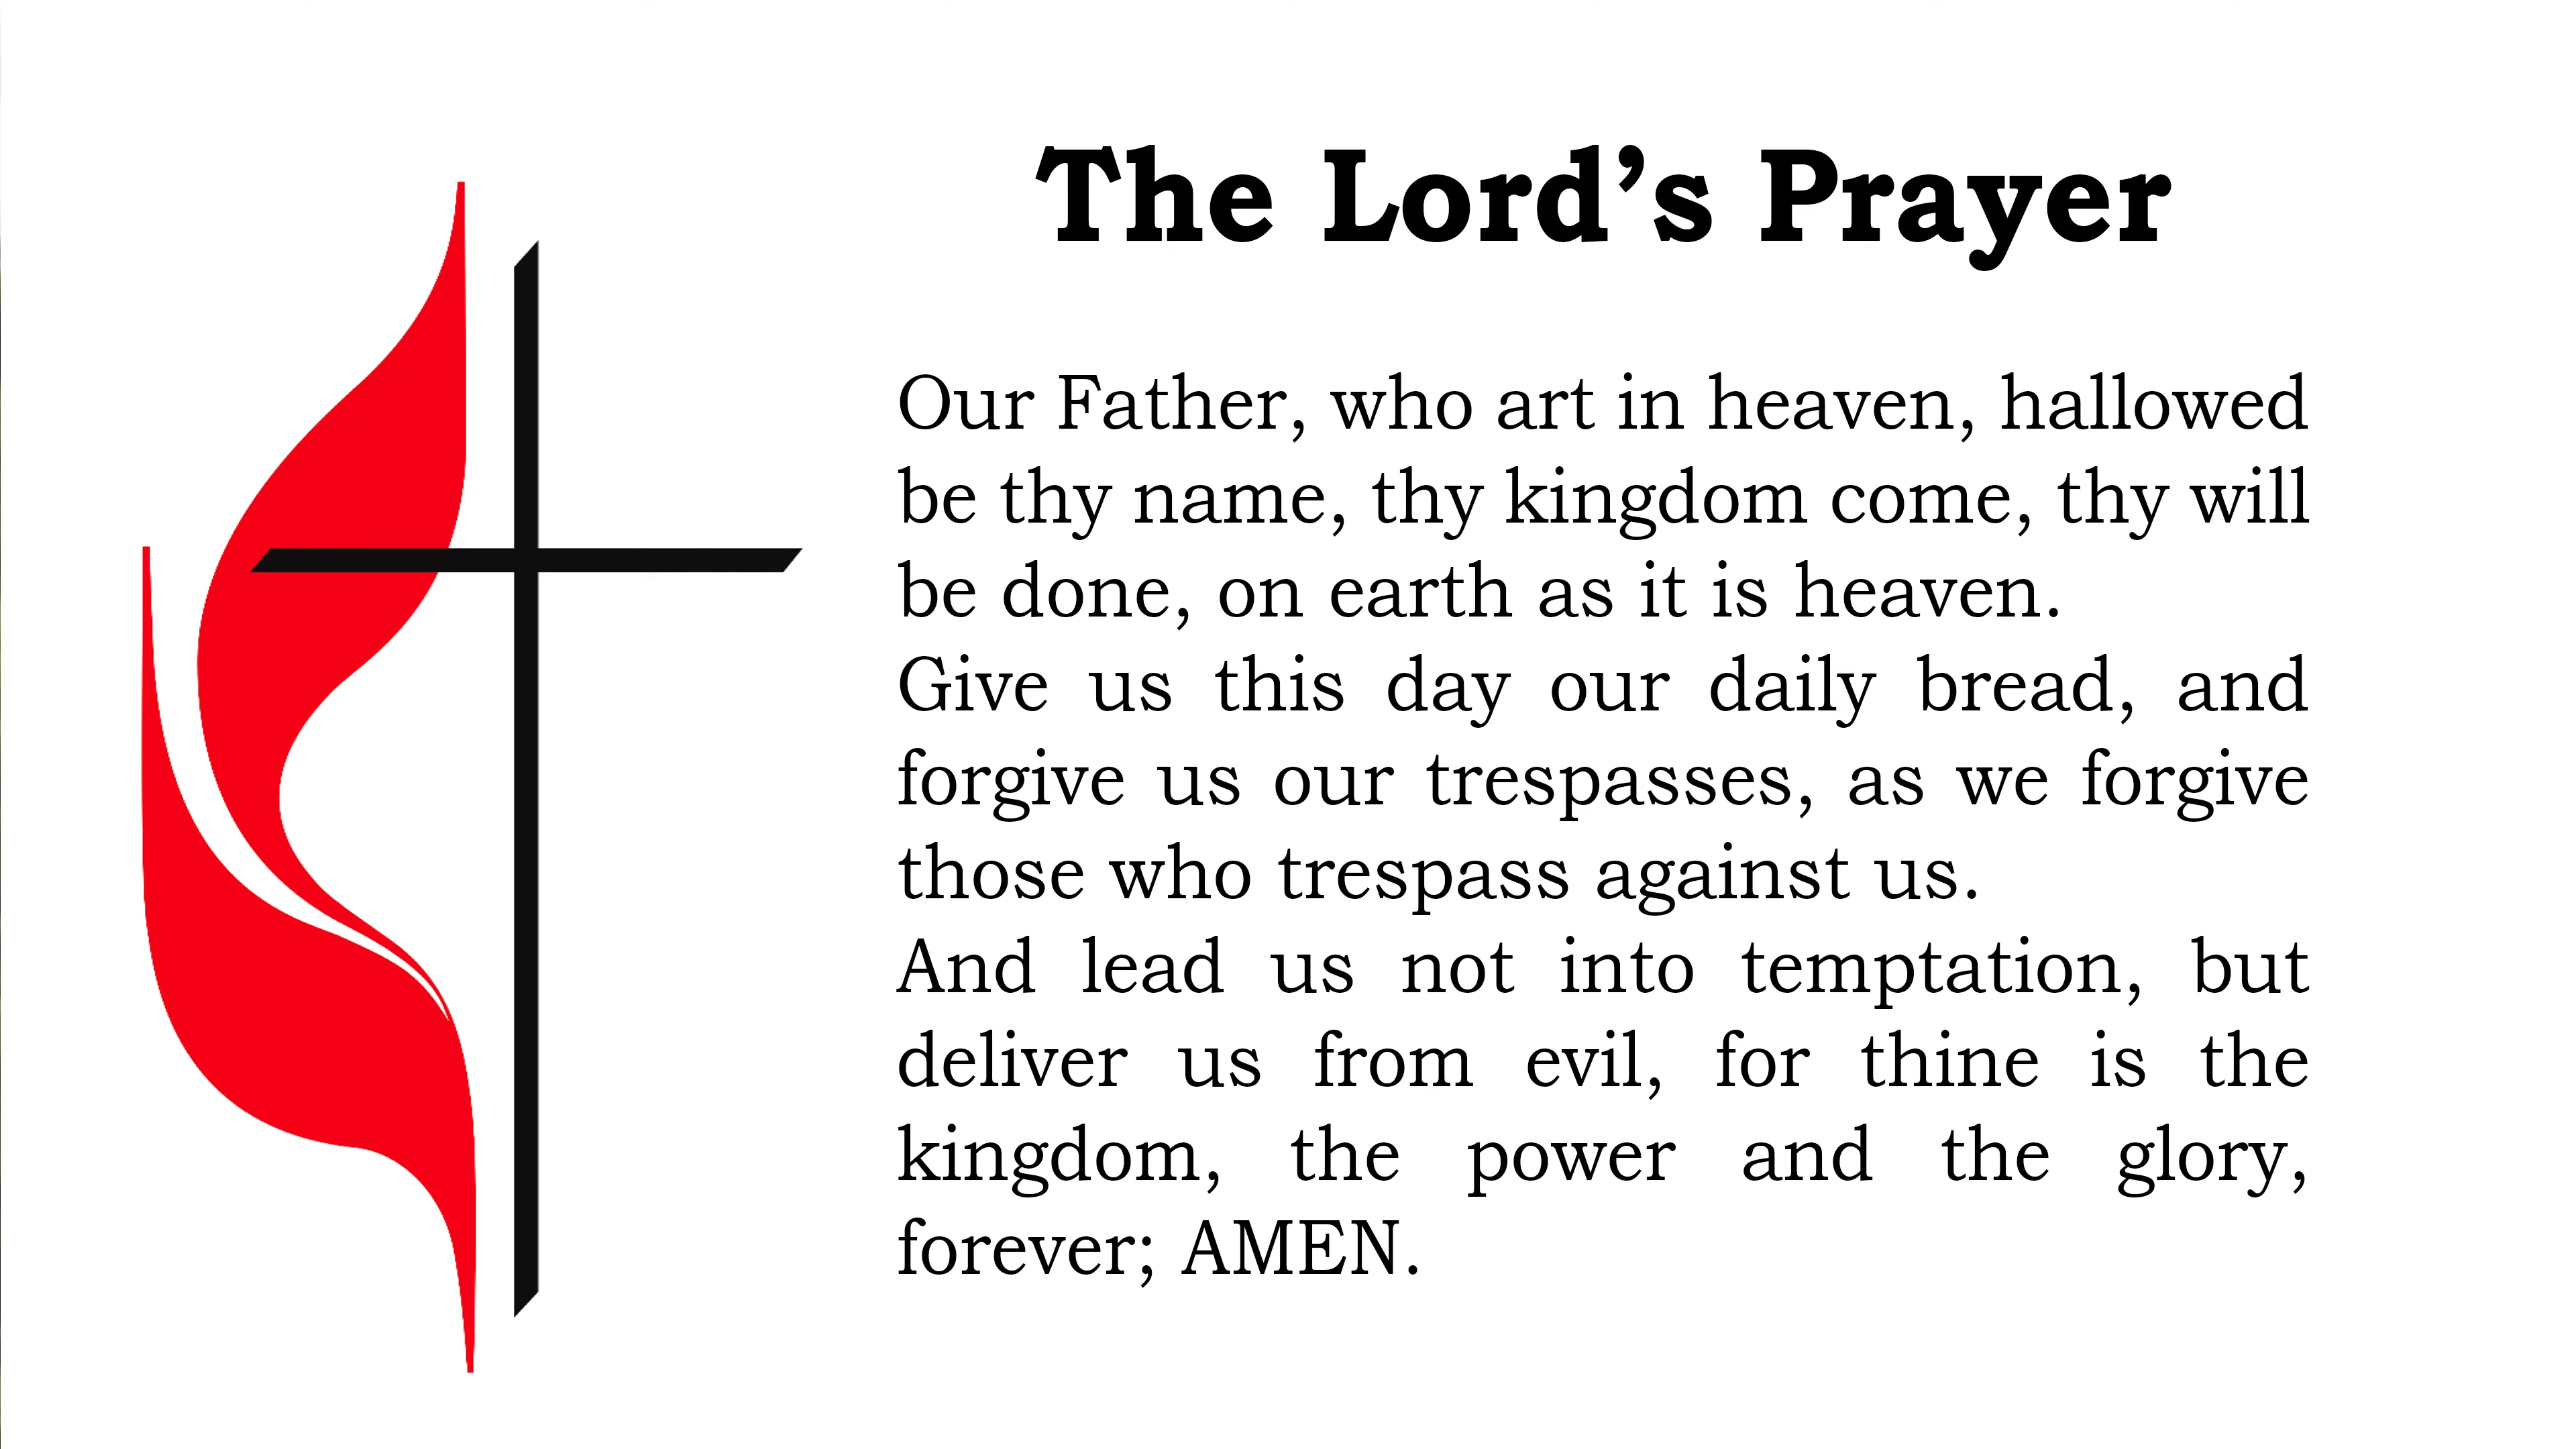 The Lord’s Prayer
Our Father, who art in heaven, hallowed
be thy name, thy kingdom come, thy will
be done, on earth as it is heaven.
Give us this day our daily bread, and
forgive us our trespasses, as we forgive
those who trespass against us.
And lead us not into temptation, but
deliver us from evil, for thine is the
kingdom, the power and the glory,
forever; AMEN.